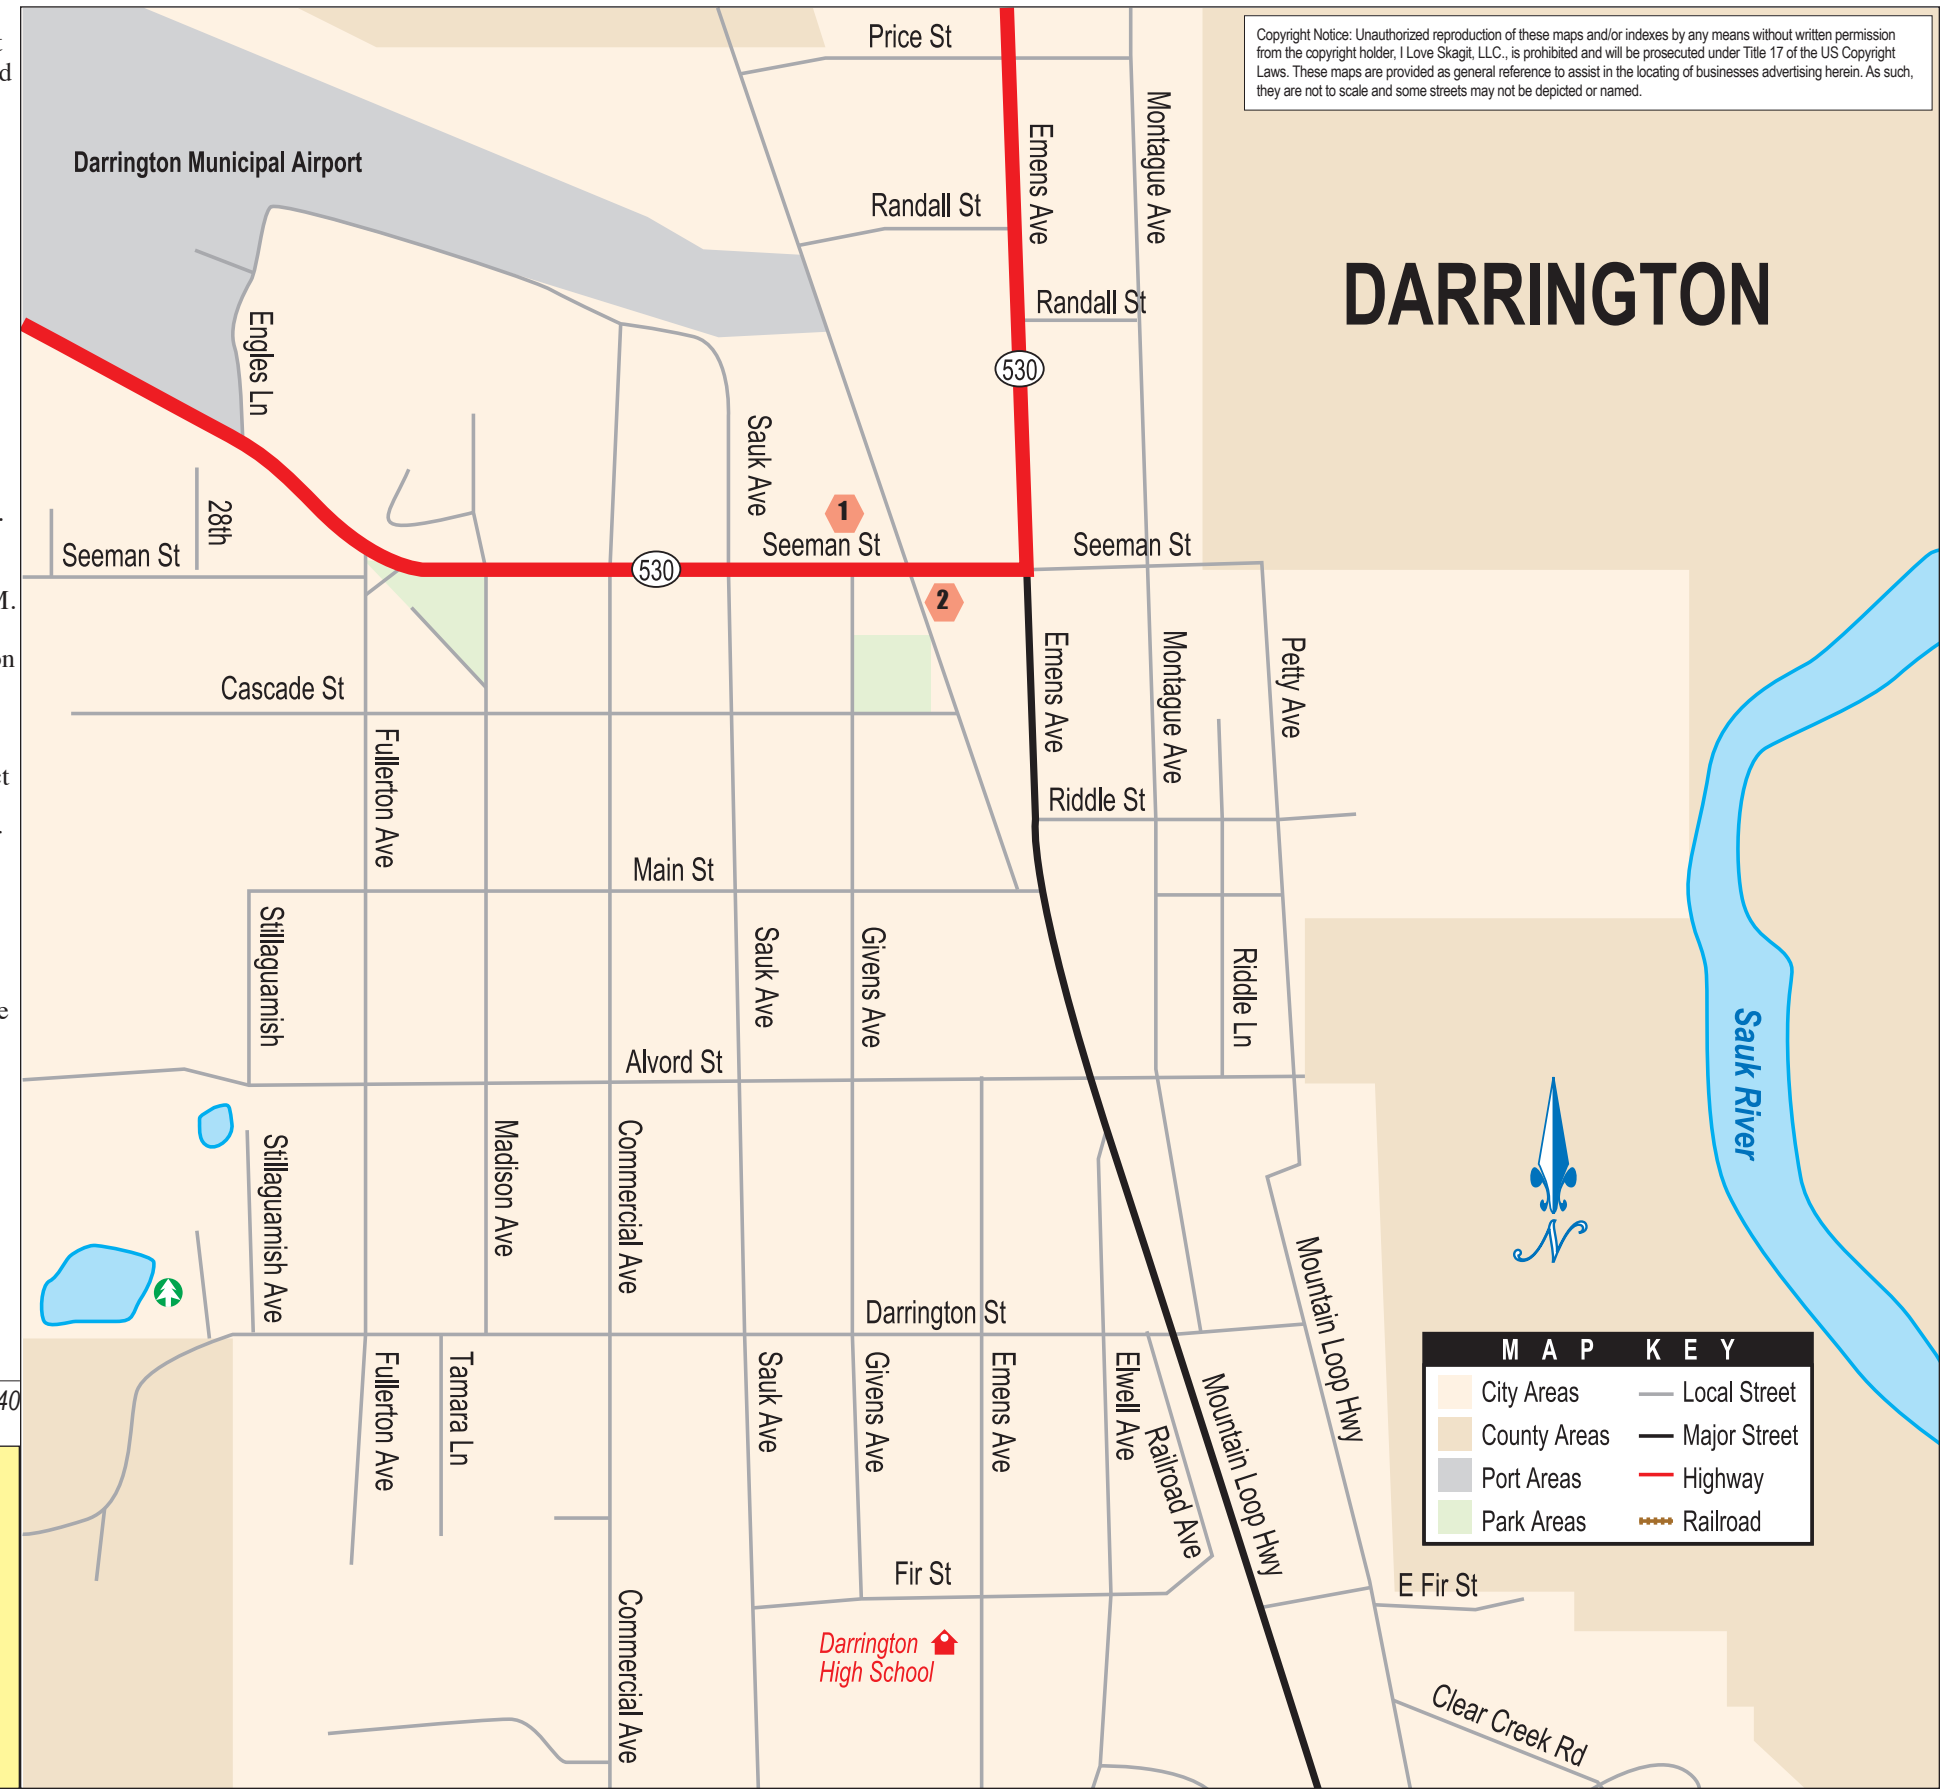 Copyright Notice: Unauthorized reproduction of these maps and/or indexes by any means without written permission
from the copyright holder, I Love Skagit, LLC., is prohibited and will be prosecuted under Title 17 of the US Copyright
Laws. These maps are provided as general reference to assist in the locating of businesses advertising herein. As such,
they are not to scale and some streets may not be depicted or named.
Price St
Darrington Municipal Airport
Emens Ave
Montague Ave
Randall St
DARRINGTON
Randall St
Engles Ln
530
Sauk Ave
28th
1
Seeman St
Seeman St
Seeman St
530
2
Cascade St
Emens Ave
Montague Ave
Petty Ave
Fullerton Ave
Riddle St
Main St
Stillaguamish
Sauk Ave
Givens Ave
Riddle Ln
Alvord St
Sauk River
Stillaguamish Ave
Madison Ave
Commercial Ave
N
Darrington St
Mountain Loop Hwy
Fullerton Ave
Tamara Ln
Sauk Ave
Givens Ave
Emens Ave
Elwell Ave
Railroad Ave
Mountain Loop Hwy
MAP KEY
City Areas
Local Street
County Areas
Major Street
Port Areas
Highway
Park Areas
Railroad
Fir St
E Fir St
Commercial Ave
Darrington
High School
Clear Creek Rd
t
d
.
M.
on
et
.
e
40